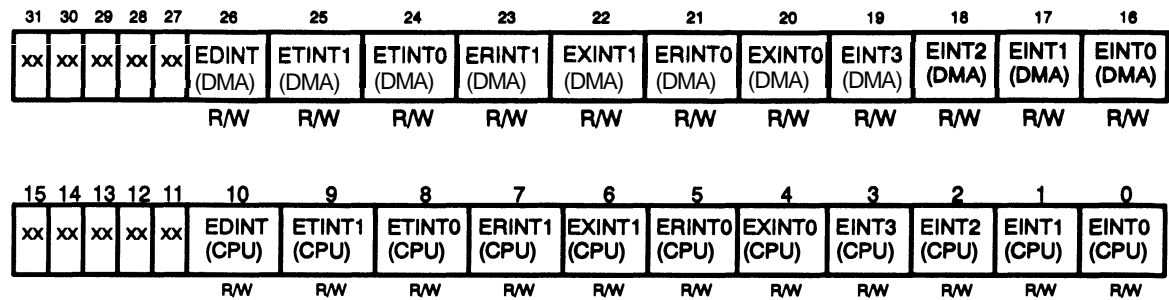 31 30 29 28 27 26 25 24 23 22 21 20 19 18 17 16
xx xx xx xx xx EDINT ETINT1 ETINT0 ERINT1 EXINT1 ERINT0 EXINT0 EINT3 EINT2 EINT1 EINT0
(DMA) (DMA) (DMA) (DMA) (DMA) (DMA) (DMA) (DMA) (DMA) (DMA) (DMA)
R/W R/W R/W R/W R/W R/W R/W R/W R/W R/W R/W
15 14 13 12 11 10 9 8 7 6 5 4 3 2 1 0
xx xx xx xx xx EDINT ETINT1 ETINT0 ERINT1 EXINT1 ERINT0 EXINT0 EINT3 EINT2 EINT1 EINT0
(CPU) (CPU) (CPU) (CPU) (CPU) (CPU) (CPU) (CPU) (CPU) (CPU) (CPU)
R/W R/W R/W R/W R/W R/W R/W R/W R/W R/W R/W